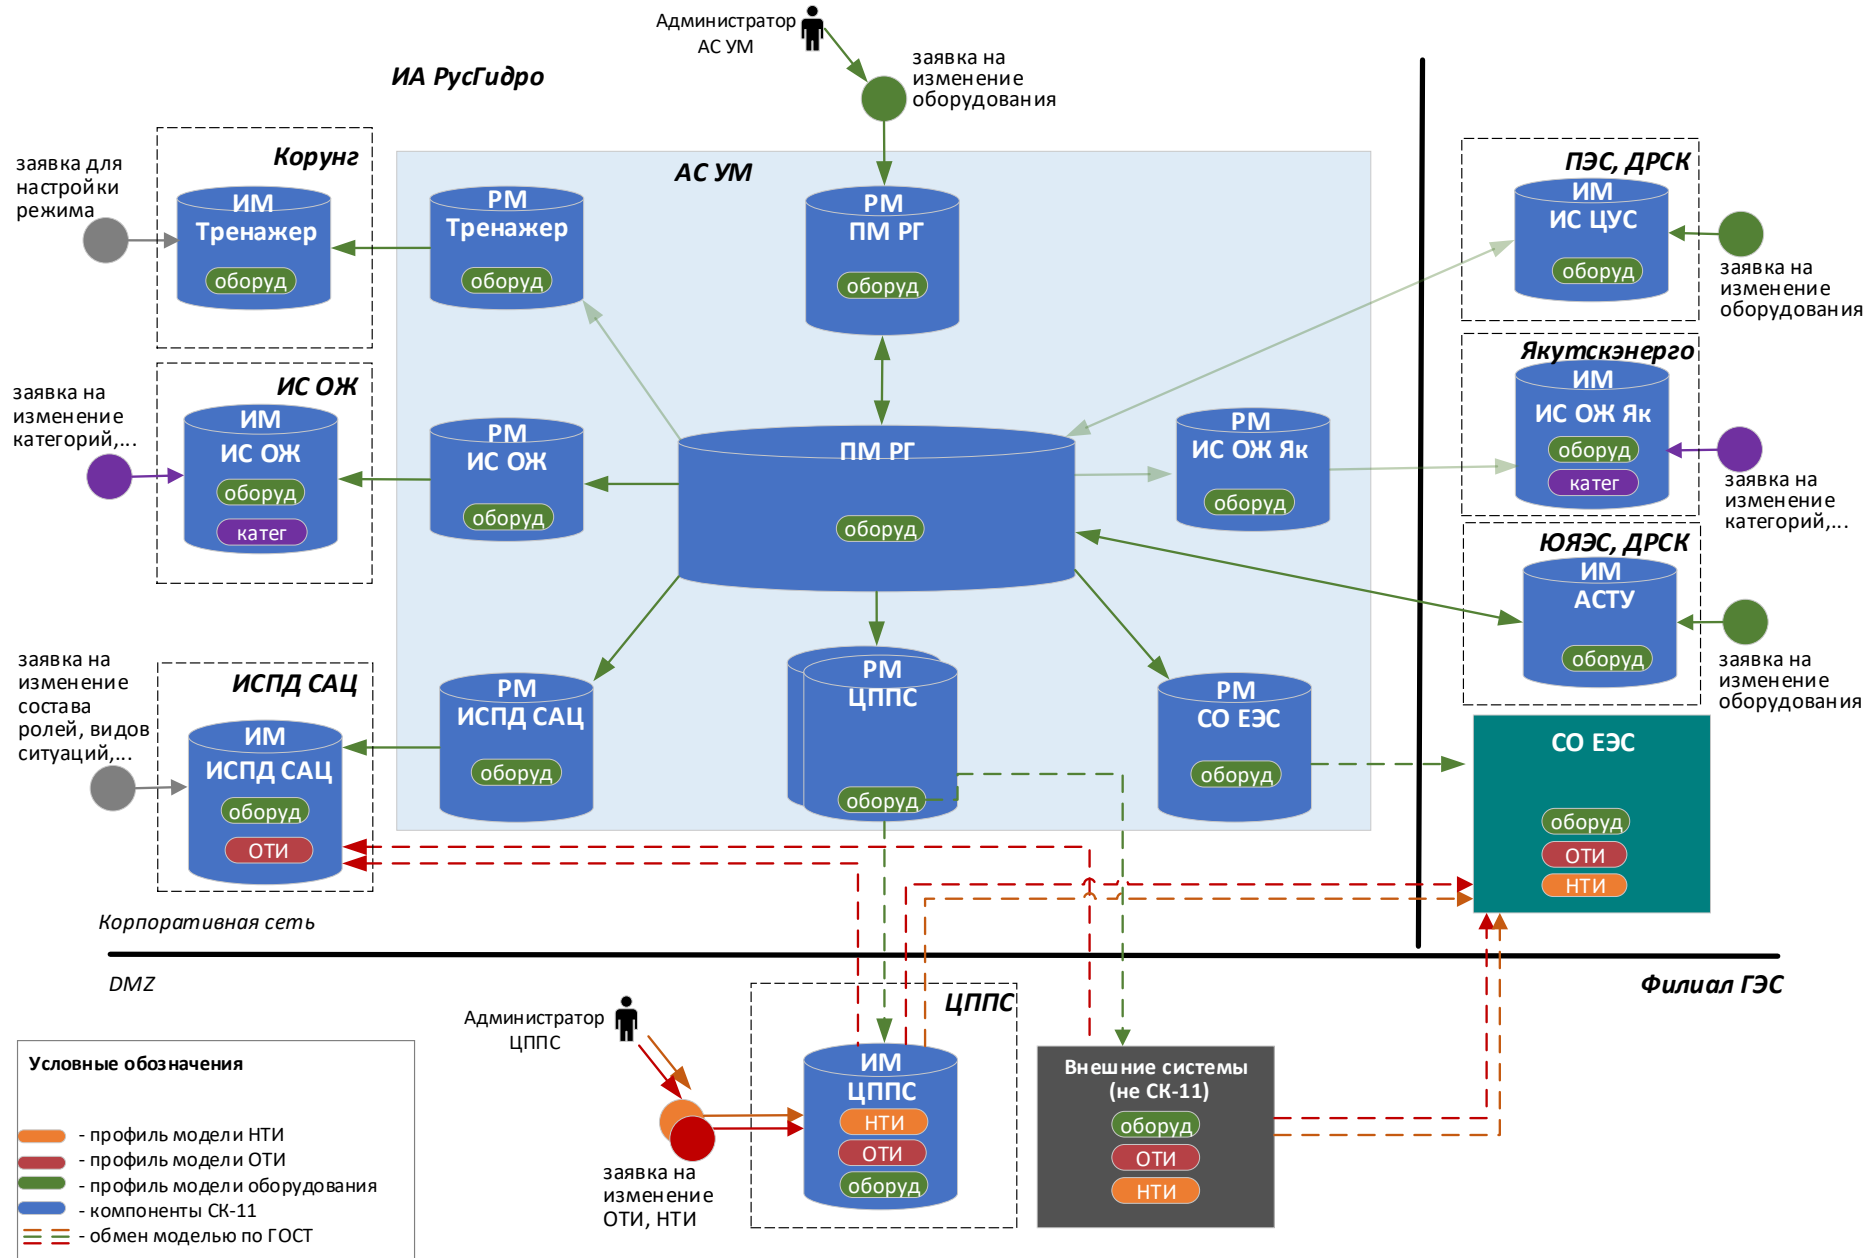 Администратор
АС УМ
ИА РусГидро
заявка на
изменение
оборудования
заявка для
настройки
режима
Корунг
ИМ
Тренажер
оборуд
АС УМ
РМ
Тренажер
оборуд
РМ
ПМ РГ
оборуд
ПЭС, ДРСК
ИМ
ИС ЦУС
оборуд
заявка на
изменение
оборудования
заявка на
изменение
категорий,...
ИС ОЖ
ИМ
ИС ОЖ
оборуд
катег
РМ
ИС ОЖ
оборуд
ПМ РГ
оборуд
РМ
ИС ОЖ Як
оборуд
Якутскэнерго
ИМ
ИС ОЖ Як
оборуд
катег
заявка на
изменение
категорий,...
ЮЯЭС, ДРСК
ИМ
АСТУ
оборуд
заявка на
изменение
оборудования
заявка на
изменение
состава
ролей, видов
ситуаций,...
ИСПД САЦ
ИМ
ИСПД САЦ
оборуд
ОТИ
РМ
ИСПД САЦ
оборуд
РМ
ЦППС
оборуд
РМ
СО ЕЭС
оборуд
СО ЕЭС
оборуд
ОТИ
НТИ
Корпоративная сеть
DMZ
Филиал ГЭС
Администратор
ЦППС
заявка на
изменение
ОТИ, НТИ
ЦППС
ИМ
ЦППС
НТИ
ОТИ
оборуд
Внешние системы
(не СК-11)
оборуд
ОТИ
НТИ
Условные обозначения
- профиль модели НТИ
- профиль модели ОТИ
- профиль модели оборудования
- компоненты СК-11
- обмен моделью по ГОСТ